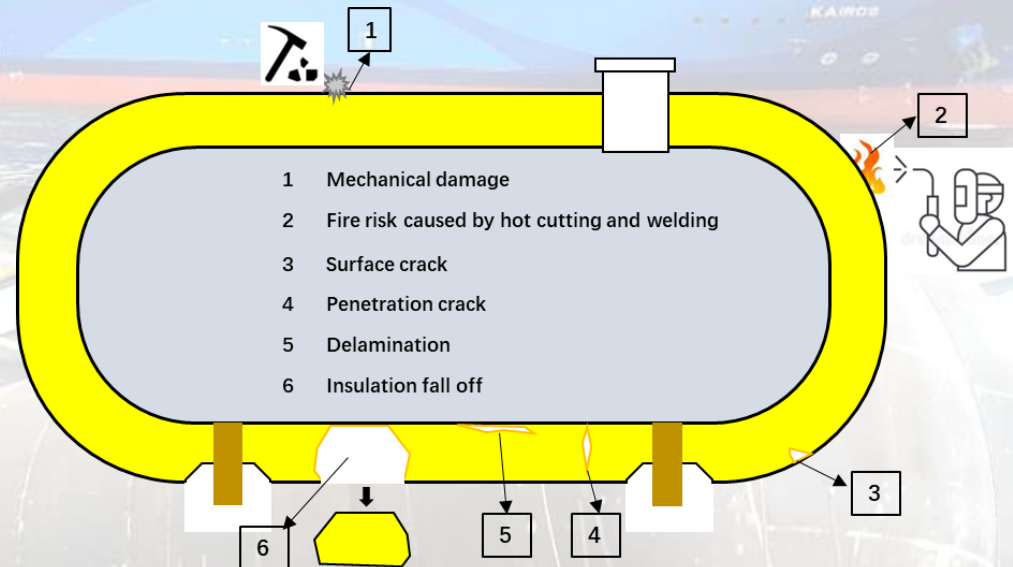 KAIROS
1
2
1 Mechanical damage
2 Fire risk caused by hot cutting and welding
3 Surface crack
4 Penetration crack
5 Delamination
6 Insulation fall off
3
6
5
4